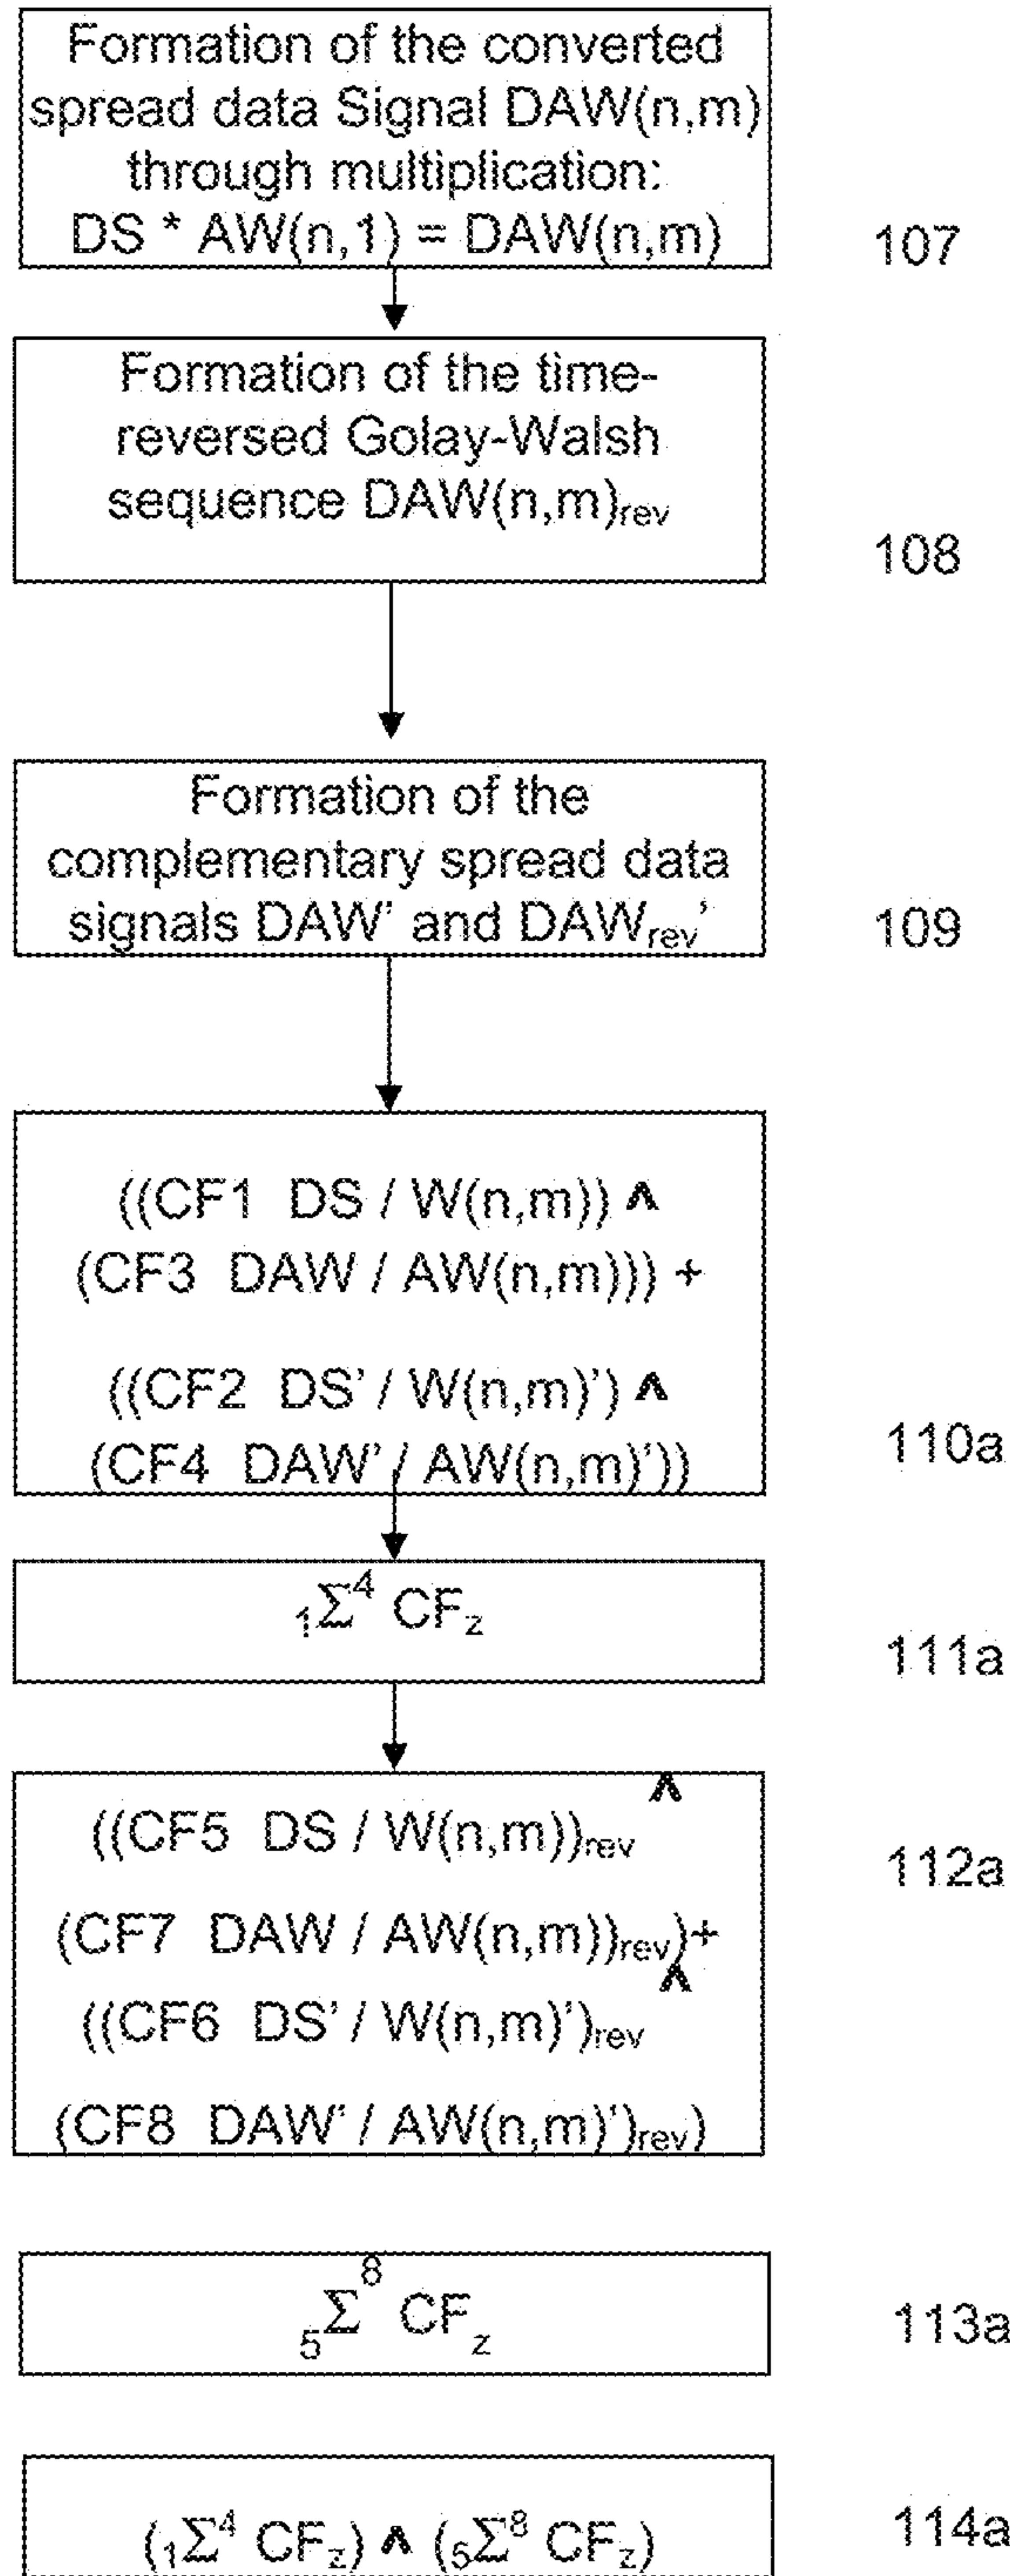 Formation of the converted
spread data Signal DAW(n,m)
through multiplication:
DS * AW(n,1) = DAW(n,m)
107
Formation of the time-
reversed Golay-Walsh
sequence DAW(n,m)rev
108
Formation of the
complementary spread data
signals DAW' and DAWrev'
109
((CF1 DS / W(n,m)) ∧
(CF3 DAW / AW(n,m))) +
((CF2 DS' / W(n,m)') ∧
(CF4 DAW' / AW(n,m)'))
110a
₁Σ⁴ CFz
111a
((CF5 DS / W(n,m))rev ∧
(CF7 DAW / AW(n,m))rev)+
((CF6 DS' / W(n,m)')rev ∧
(CF8 DAW' / AW(n,m)')rev)
112a
₅Σ⁸ CFz
113a
(₁Σ⁴ CFz) ∧ (₅Σ⁸ CFz)
114a